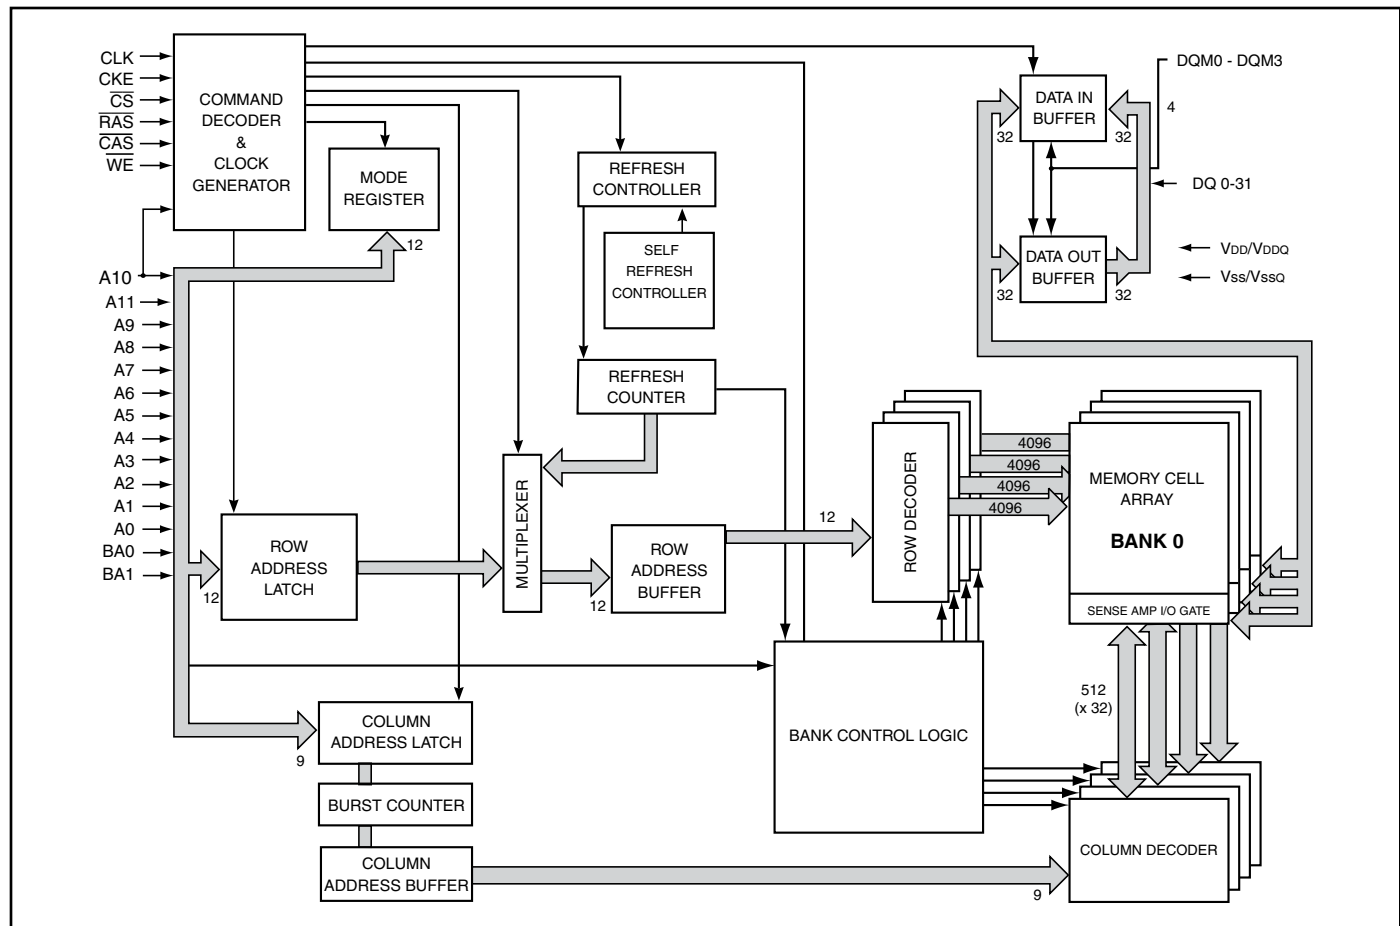 CLK
CKE
CS
RAS
CAS
WE
COMMAND
DECODER
&
CLOCK
GENERATOR
MODE
REGISTER
12
REFRESH
CONTROLLER
SELF
REFRESH
CONTROLLER
REFRESH
COUNTER
DATA IN
BUFFER
32
32
DQM0 - DQM3
4
DQ 0-31
DATA OUT
BUFFER
32
32
VDD/VDDQ
VSS/VSSQ
A10
A11
A9
A8
A7
A6
A5
A4
A3
A2
A1
A0
BA0
BA1
12
ROW
ADDRESS
LATCH
MULTIPLEXER
12
ROW
ADDRESS
BUFFER
12
ROW DECODER
4096
4096
4096
4096
MEMORY CELL
ARRAY
BANK 0
SENSE AMP I/O GATE
512
(x 32)
BANK CONTROL LOGIC
9
COLUMN
ADDRESS LATCH
BURST COUNTER
COLUMN
ADDRESS BUFFER
9
COLUMN DECODER